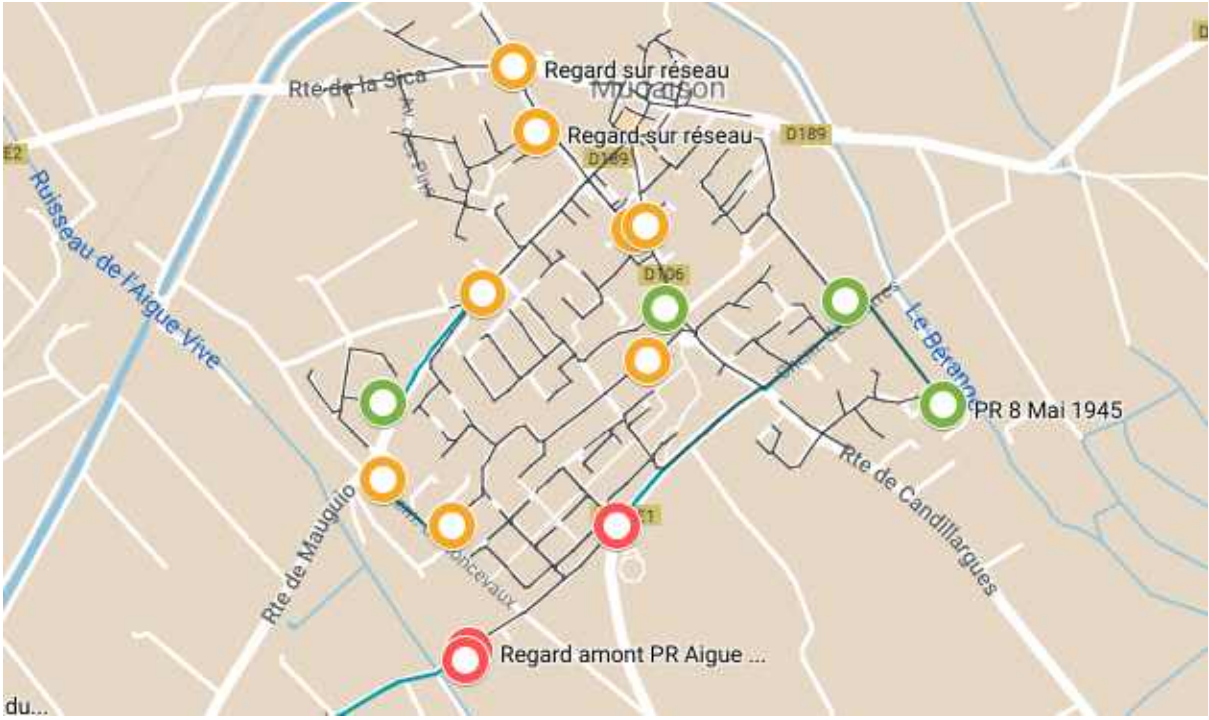 D
Regard sur réseau
Rte de la Sica
Mudaison
Regard sur réseau
D189
D189
E2
Ruisseau de l'Aigue Vive
D106
Le Bérange
PR 8 Mai 1945
Rte de Candillargues
Rte de Mauguio
E1
Regard amont PR Aigue ...
du...